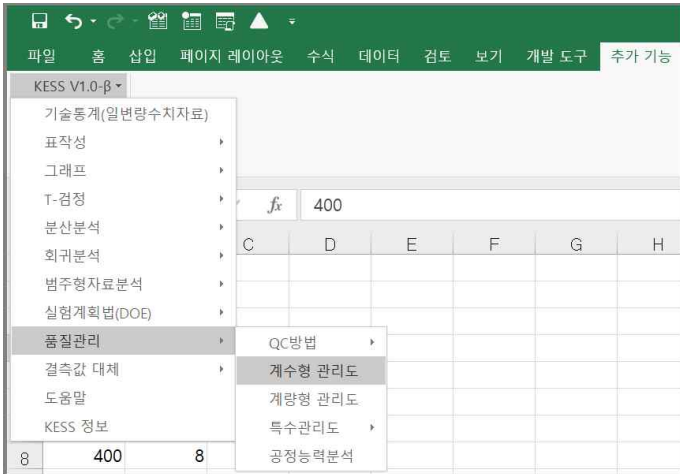 파일 홈 삽입 페이지 레이아웃 수식 데이터 검토 보기 개발 도구 추가 기능
KESS V1.0-β
기술통계(일변량수치자료)
표작성
그래프
T-검정
fx 400
분산분석
C D E F G H
회귀분석
범주형자료분석
실험계획법(DOE)
품질관리
QC방법
결측값 대체
계수형 관리도
도움말
계량형 관리도
KESS 정보
특수관리도
8 400 8
공정능력분석